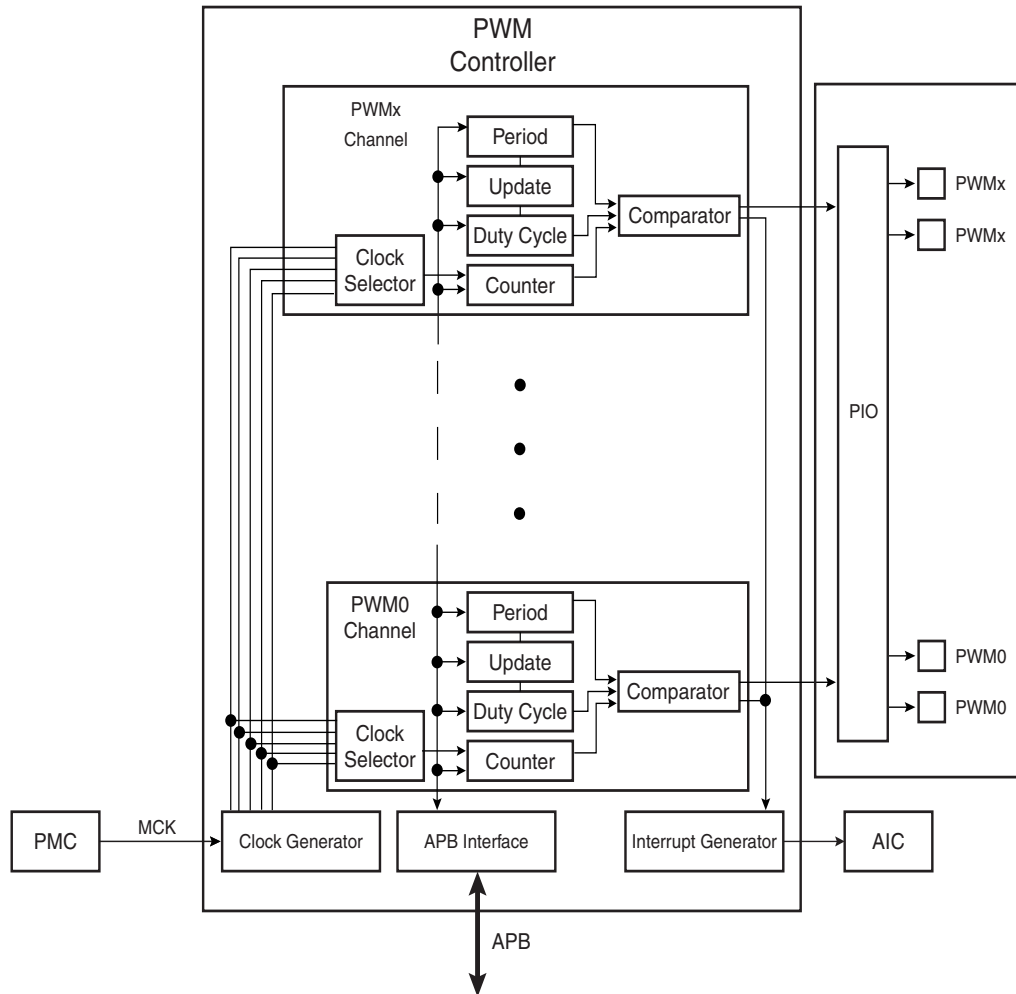 PWM
Controller
PWMx
Channel
Period
Update
Duty Cycle
Counter
Clock
Selector
Comparator
PIO
PWMx
PWMx
PWM0
Channel
Period
Update
Duty Cycle
Counter
Clock
Selector
Comparator
PWM0
PWM0
PMC
MCK
Clock Generator
APB Interface
Interrupt Generator
AIC
APB